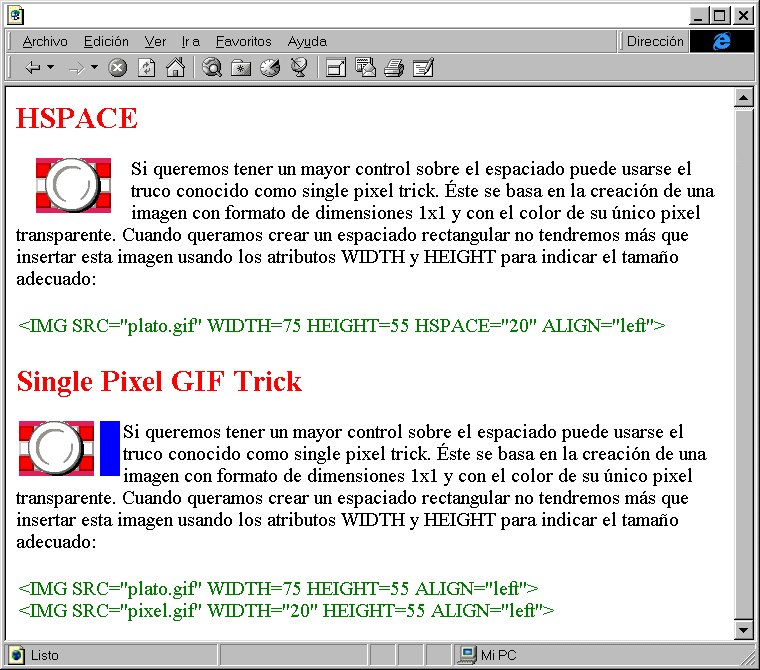 Archivo Edición Ver Ir a Favoritos Ayuda Dirección
HSPACE
Si queremos tener un mayor control sobre el espaciado puede usarse el
truco conocido como single pixel trick. Éste se basa en la creación de una
imagen con formato de dimensiones 1x1 y con el color de su único pixel
transparente. Cuando queramos crear un espaciado rectangular no tendremos más que
insertar esta imagen usando los atributos WIDTH y HEIGHT para indicar el tamaño
adecuado:
<IMG SRC="plato.gif" WIDTH=75 HEIGHT=55 HSPACE="20" ALIGN="left">
Single Pixel GIF Trick
Si queremos tener un mayor control sobre el espaciado puede usarse el
truco conocido como single pixel trick. Éste se basa en la creación de una
imagen con formato de dimensiones 1x1 y con el color de su único pixel
transparente. Cuando queramos crear un espaciado rectangular no tendremos más que
insertar esta imagen usando los atributos WIDTH y HEIGHT para indicar el tamaño
adecuado:
<IMG SRC="plato.gif" WIDTH=75 HEIGHT=55 ALIGN="left">
<IMG SRC="pixel.gif" WIDTH="20" HEIGHT=55 ALIGN="left">
Listo Mi PC